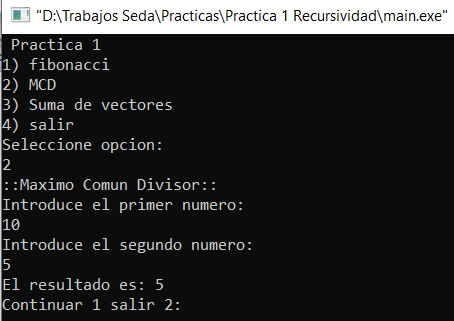 "D:\Trabajos Seda\Practicas\Practica 1 Recursividad\main.exe"
Practica 1
1) fibonacci
2) MCD
3) Suma de vectores
4) salir
Seleccione opcion:
2
::Maximo Comun Divisor::
Introduce el primer numero:
10
Introduce el segundo numero:
5
El resultado es: 5
Continuar 1 salir 2: